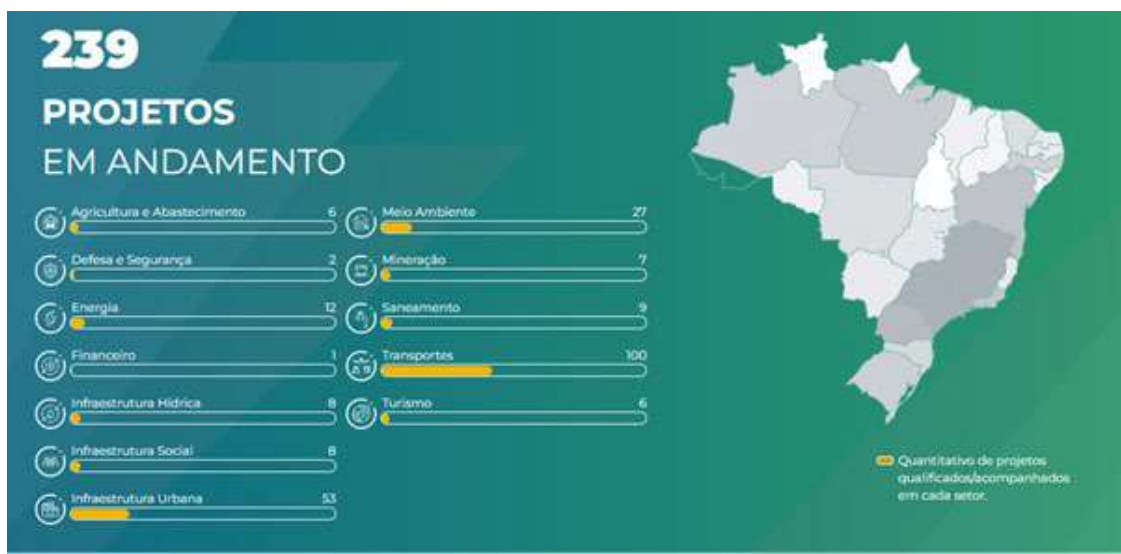 239
PROJETOS
EM ANDAMENTO
Agricultura e Abastecimento 6
Defesa e Segurança 2
Energia 12
Financeiro 1
Infraestrutura Hídrica 8
Infraestrutura Social 8
Infraestrutura Urbana 53
Meio Ambiente 27
Mineração 7
Saneamento 9
Transportes 100
Turismo 6
Quantitativo de projetos
qualificados/acompanhados
em cada setor.